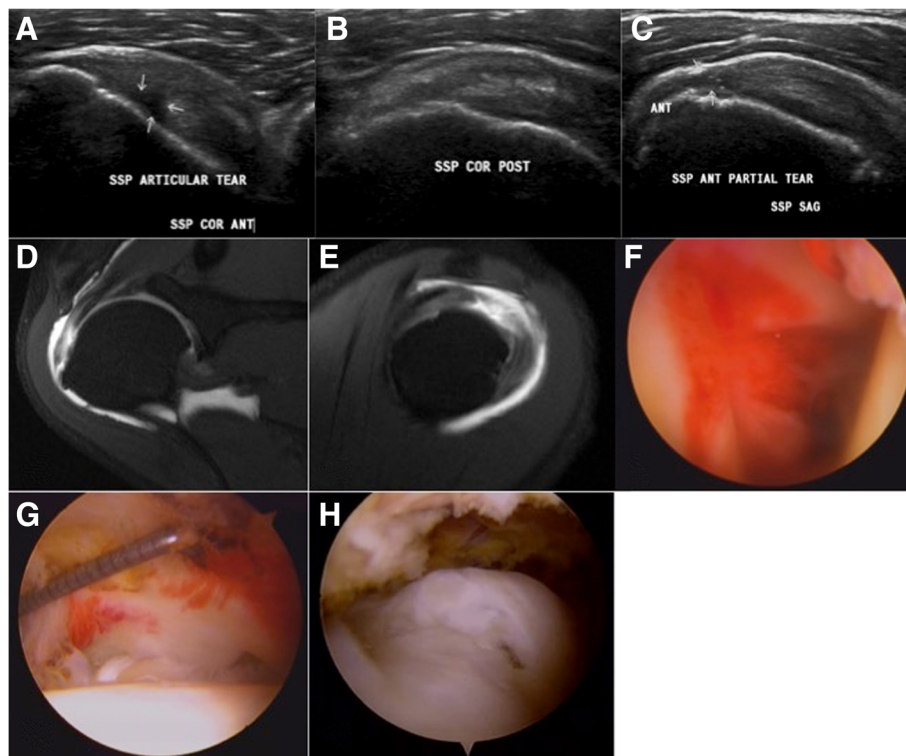 A
SSP ARTICULAR TEAR
SSP COR ANT
B
SSP COR POST
C
ANT
SSP ANT PARTIAL TEAR
SSP SAG
D
E
F
G
H